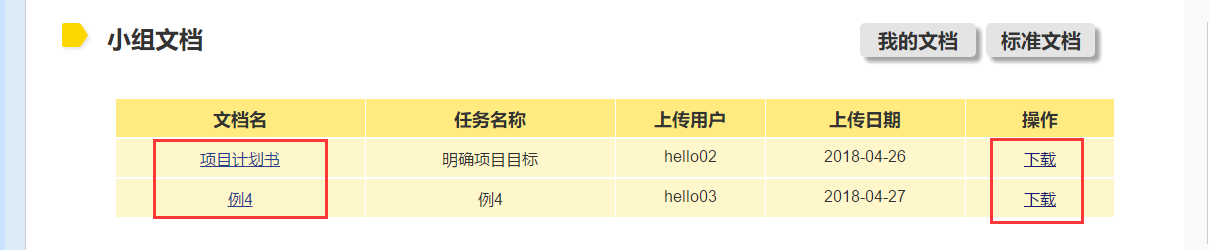 小组文档 我的文档 标准文档
文档名 任务名称 上传用户 上传日期 操作
项目计划书 明确项目目标 hello02 2018-04-26 下载
例4 例4 hello03 2018-04-27 下载